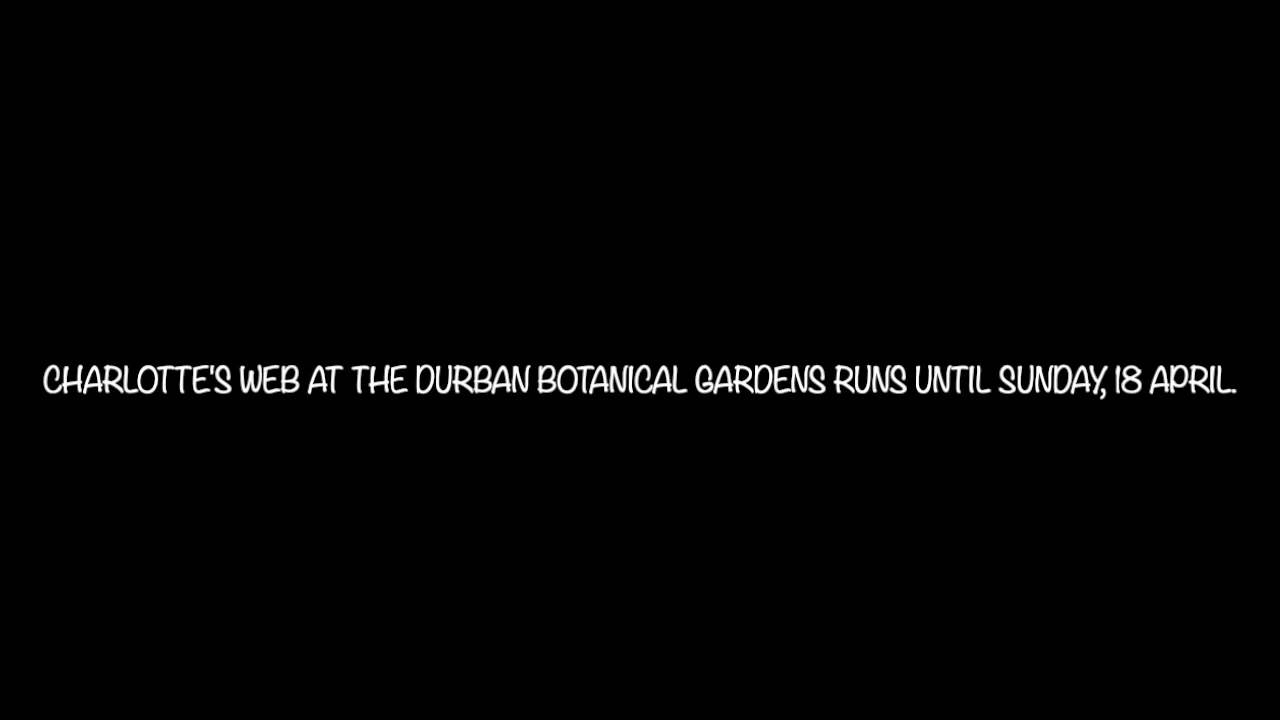 CHARLOTTE'S WEB AT THE DURBAN BOTANICAL GARDENS RUNS UNTIL SUNDAY, 18 APRIL.